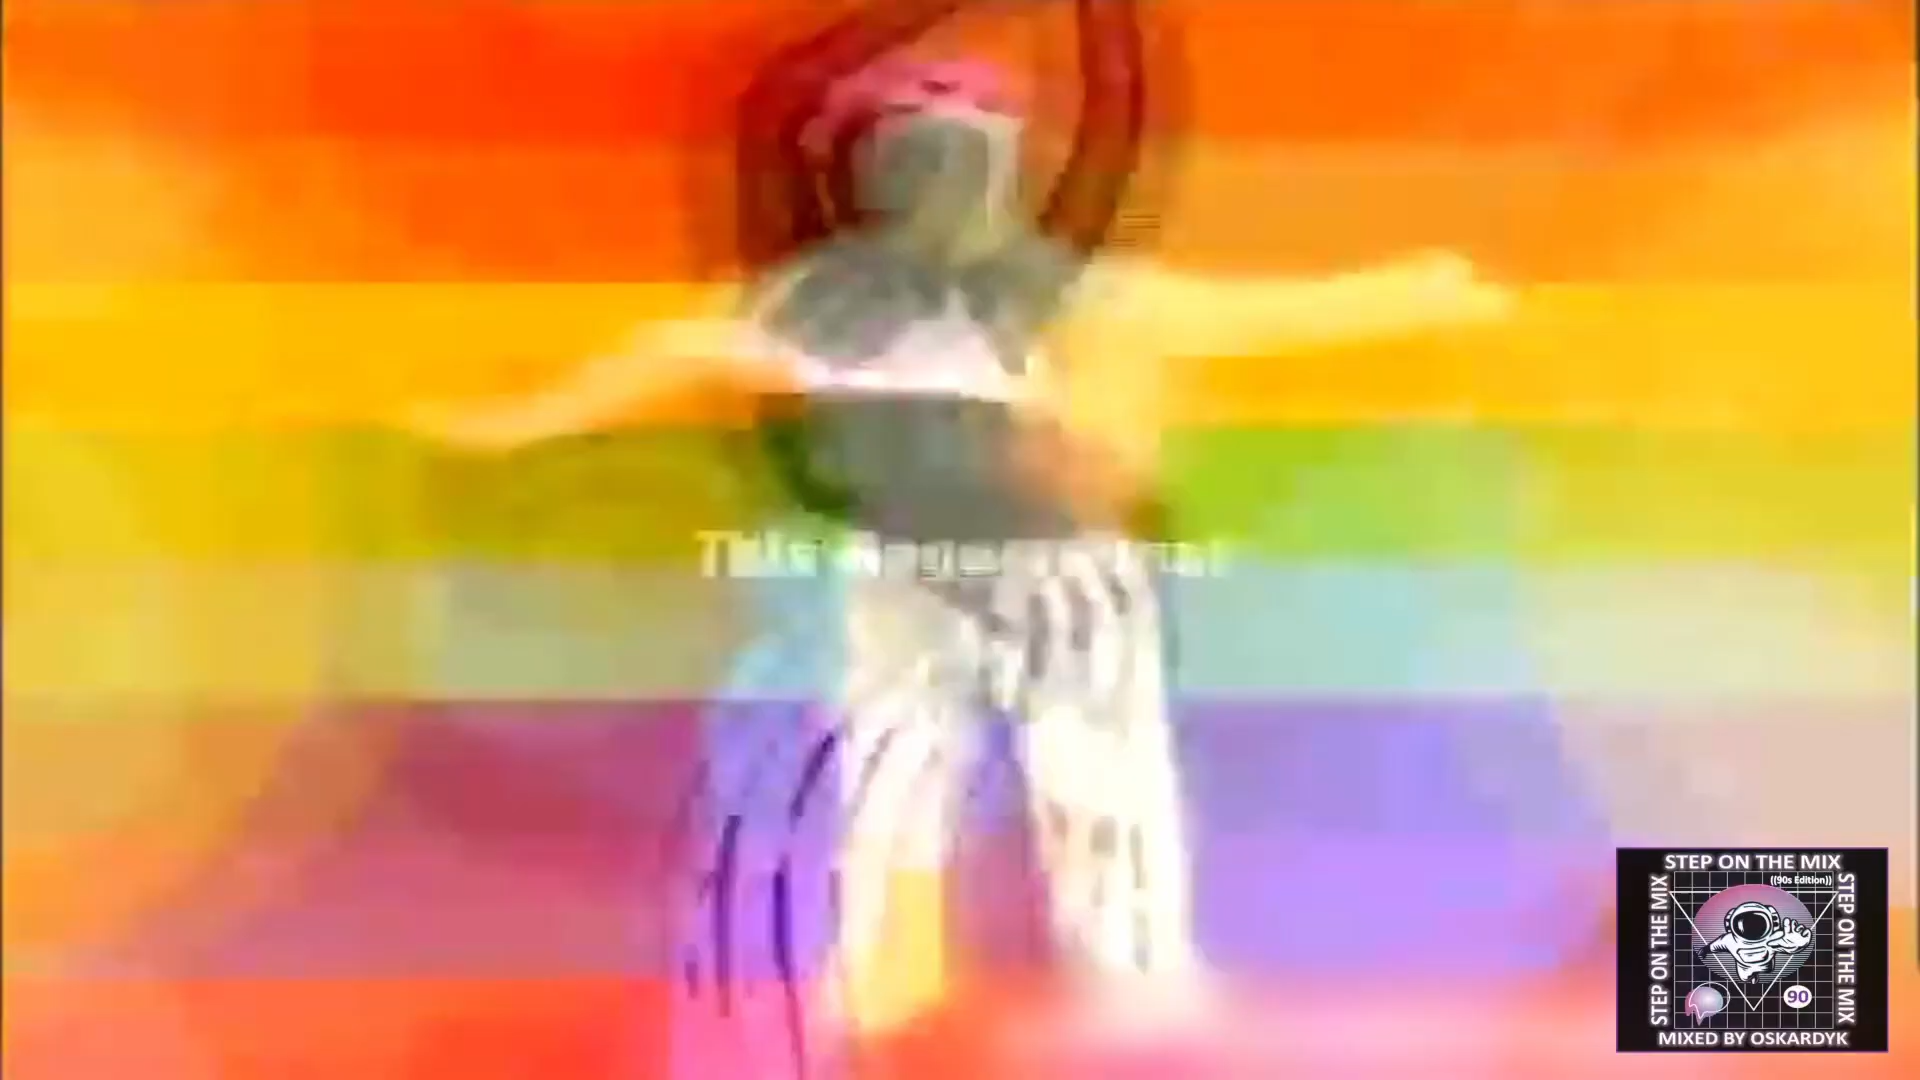 STEP ON THE MIX
((90s Edition))
STEP ON THE MIX
STEP ON THE MIX
90
MIXED BY OSKARDYK